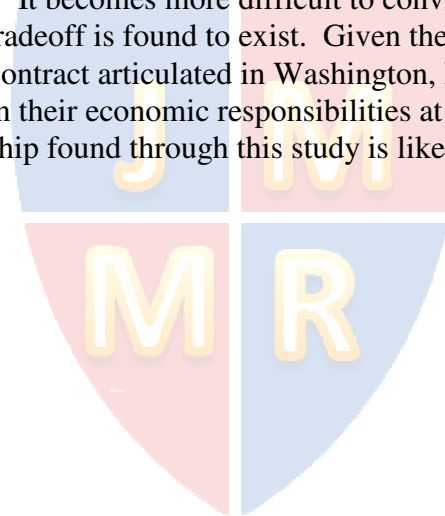 It becomes more difficult to convi
radeoff is found to exist. Given the
ontract articulated in Washington,
n their economic responsibilities at
hip found through this study is like
J M
M R